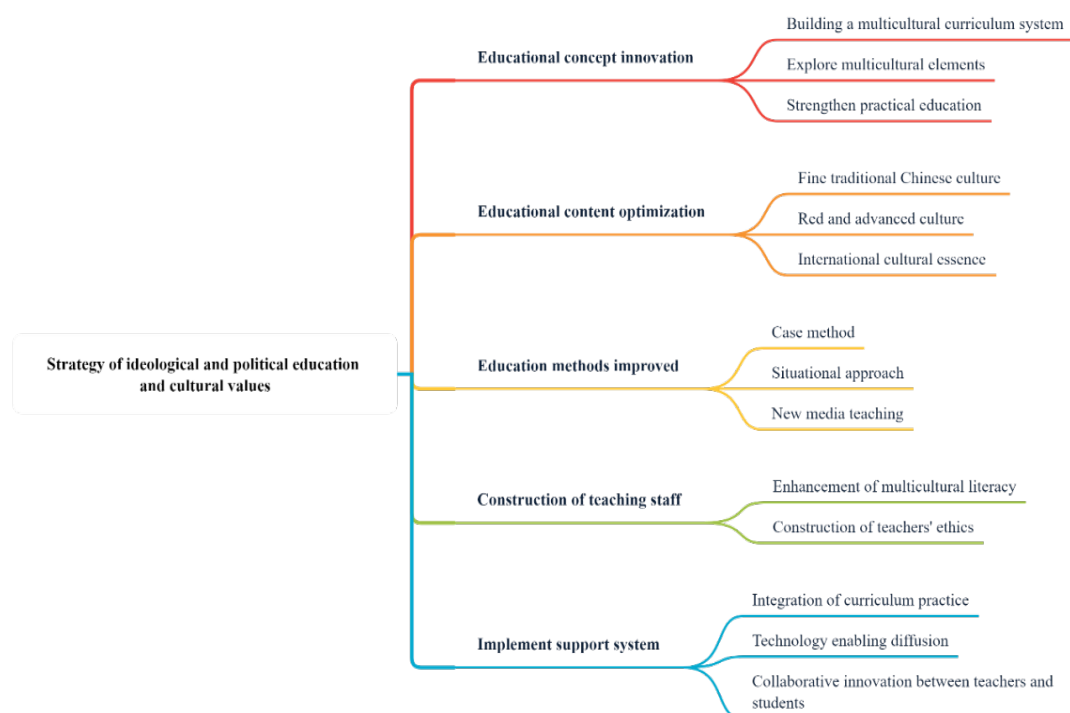 Strategy of ideological and political education
and cultural values
Educational concept innovation
Building a multicultural curriculum system
Explore multicultural elements
Strengthen practical education
Educational content optimization
Fine traditional Chinese culture
Red and advanced culture
International cultural essence
Education methods improved
Case method
Situational approach
New media teaching
Construction of teaching staff
Enhancement of multicultural literacy
Construction of teachers' ethics
Implement support system
Integration of curriculum practice
Technology enabling diffusion
Collaborative innovation between teachers and
students